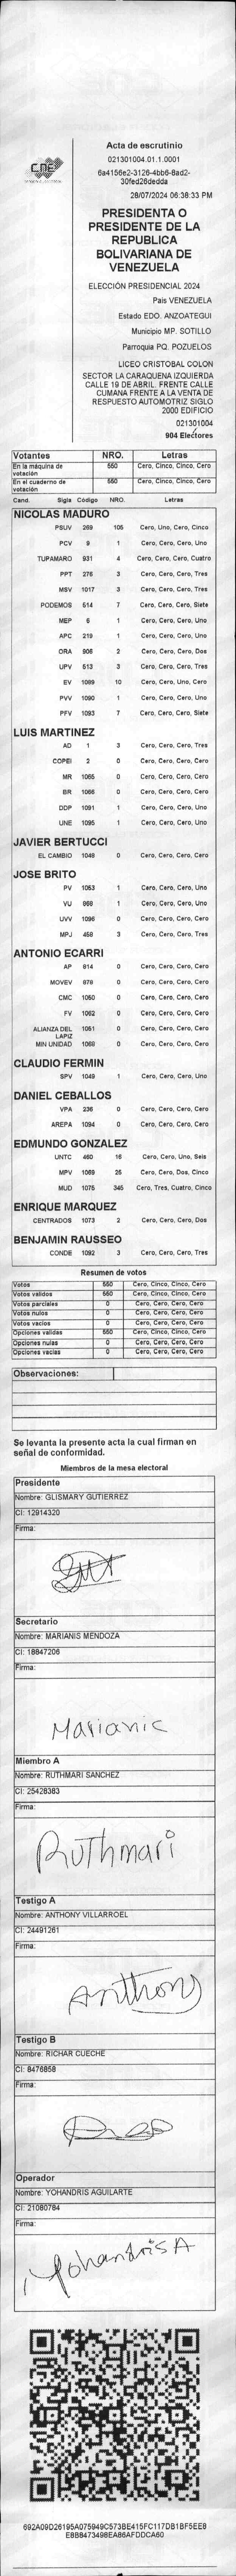 CNE
Acta de escrutinio
021301004.01.1.0001
6a4156e2-3126-4bb6-8ad2-
30fed26dedda
28/07/2024 06:38:33 PM
PRESIDENTA O
PRESIDENTE DE LA
REPUBLICA
BOLIVARIANA DE
VENEZUELA
ELECCIÓN PRESIDENCIAL 2024
Pais VENEZUELA
Estado EDO. ANZOATEGUI
Municipio MP. SOTILLO
Parroquia PQ. POZUELOS
LICEO CRISTOBAL COLON
SECTOR LA CARAQUENA IZQUIERDA
CALLE 19 DE ABRIL. FRENTE CALLE
CUMANA FRENTE A LA VENTA DE
RESPUESTO AUTOMOTRIZ SIGLO
2000 EDIFICIO
021301004
904 Electores
Votantes NRO. Letras
En la máquina de votación 550 Cero, Cinco, Cinco, Cero
En el cuaderno de votación 550 Cero, Cinco, Cinco, Cero
Cand. Sigla Código NRO. Letras
NICOLAS MADURO
PSUV 269 105 Cero, Uno, Cero, Cinco
PCV 9 1 Cero, Cero, Cero, Uno
TUPAMARO 931 4 Cero, Cero, Cero, Cuatro
PPT 276 3 Cero, Cero, Cero, Tres
MSV 1017 3 Cero, Cero, Cero, Tres
PODEMOS 514 7 Cero, Cero, Cero, Siete
MEP 6 1 Cero, Cero, Cero, Uno
APC 219 1 Cero, Cero, Cero, Uno
ORA 906 2 Cero, Cero, Cero, Dos
UPV 513 3 Cero, Cero, Cero, Tres
EV 1089 10 Cero, Cero, Uno, Cero
PVV 1090 1 Cero, Cero, Cero, Uno
PFV 1093 7 Cero, Cero, Cero, Siete
LUIS MARTINEZ
AD 1 3 Cero, Cero, Cero, Tres
COPEI 2 0 Cero, Cero, Cero, Cero
MR 1065 0 Cero, Cero, Cero, Cero
BR 1066 0 Cero, Cero, Cero, Cero
DDP 1091 1 Cero, Cero, Cero, Uno
UNE 1095 1 Cero, Cero, Cero, Uno
JAVIER BERTUCCI
EL CAMBIO 1048 0 Cero, Cero, Cero, Cero
JOSE BRITO
PV 1053 1 Cero, Cero, Cero, Uno
VU 868 1 Cero, Cero, Cero, Uno
UVV 1096 0 Cero, Cero, Cero, Cero
MPJ 458 3 Cero, Cero, Cero, Tres
ANTONIO ECARRI
AP 814 0 Cero, Cero, Cero, Cero
MOVEV 879 0 Cero, Cero, Cero, Cero
CMC 1050 0 Cero, Cero, Cero, Cero
FV 1062 0 Cero, Cero, Cero, Cero
ALIANZA DEL LAPIZ 1051 0 Cero, Cero, Cero, Cero
MIN UNIDAD 1068 0 Cero, Cero, Cero, Cero
CLAUDIO FERMIN
SPV 1049 1 Cero, Cero, Cero, Uno
DANIEL CEBALLOS
VPA 236 0 Cero, Cero, Cero, Cero
AREPA 1094 0 Cero, Cero, Cero, Cero
EDMUNDO GONZALEZ
UNTC 460 16 Cero, Cero, Uno, Seis
MPV 1069 25 Cero, Cero, Dos, Cinco
MUD 1075 345 Cero, Tres, Cuatro, Cinco
ENRIQUE MARQUEZ
CENTRADOS 1073 2 Cero, Cero, Cero, Dos
BENJAMIN RAUSSEO
CONDE 1092 3 Cero, Cero, Cero, Tres
Resumen de votos
Votos 550 Cero, Cinco, Cinco, Cero
Votos validos 550 Cero, Cinco, Cinco, Cero
Votos parciales 0 Cero, Cero, Cero, Cero
Votos nulos 0 Cero, Cero, Cero, Cero
Votos vacíos 0 Cero, Cero, Cero, Cero
Opciones validas 550 Cero, Cinco, Cinco, Cero
Opciones nulas 0 Cero, Cero, Cero, Cero
Opciones vacías 0 Cero, Cero, Cero, Cero
Observaciones:
Se levanta la presente acta la cual firman en
señal de conformidad.
Miembros de la mesa electoral
Presidente
Nombre: GLISMARY GUTIERREZ
CI: 12914320
Firma:
Secretario
Nombre: MARIANIS MENDOZA
CI: 18847206
Firma:
Marianic
Miembro A
Nombre: RUTHMARI SANCHEZ
CI: 25428383
Firma:
Ruthmari
Testigo A
Nombre: ANTHONY VILLARROEL
CI: 24491261
Firma:
Anthony
Testigo B
Nombre: RICHAR CUECHE
CI: 8476858
Firma:
Operador
Nombre: YOHANDRIS AGUILARTE
CI: 21080784
Firma:
Yohandris A
692A09D26195A075949C573BE415FC117DB1BF5EE8
E8B8473498EA86AFDDCA60